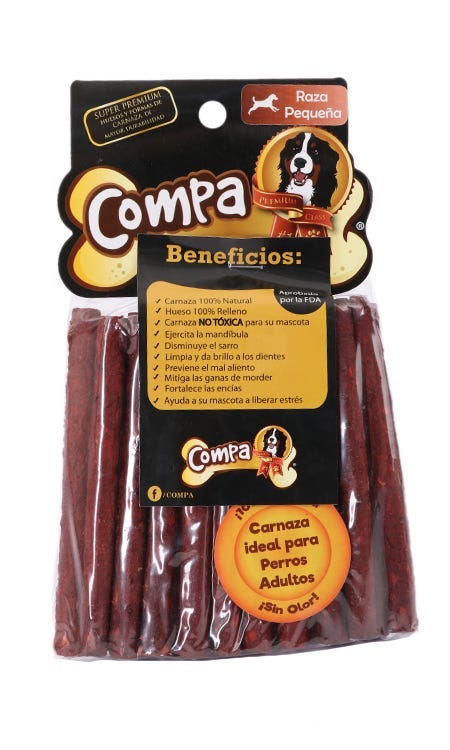 SUPER PREMIUM
HUESOS Y FORMAS DE
CARNAZA DE
MAYOR DURABILIDAD
Raza
Pequeña
Compa
PREMIUM CLASS
®
Beneficios:
Aprobado
por la FDA
✓ Carnaza 100% Natural
✓ Hueso 100% Relleno
✓ Carnaza NO TÓXICA para su mascota
✓ Ejercita la mandíbula
✓ Disminuye el sarro
✓ Limpia y da brillo a los dientes
✓ Previene el mal aliento
✓ Mitiga las ganas de morder
✓ Fortalece las encías
✓ Ayuda a su mascota a liberar estrés
Compa
f /COMPA
Carnaza
ideal para
Perros
Adultos
¡Sin Olor!